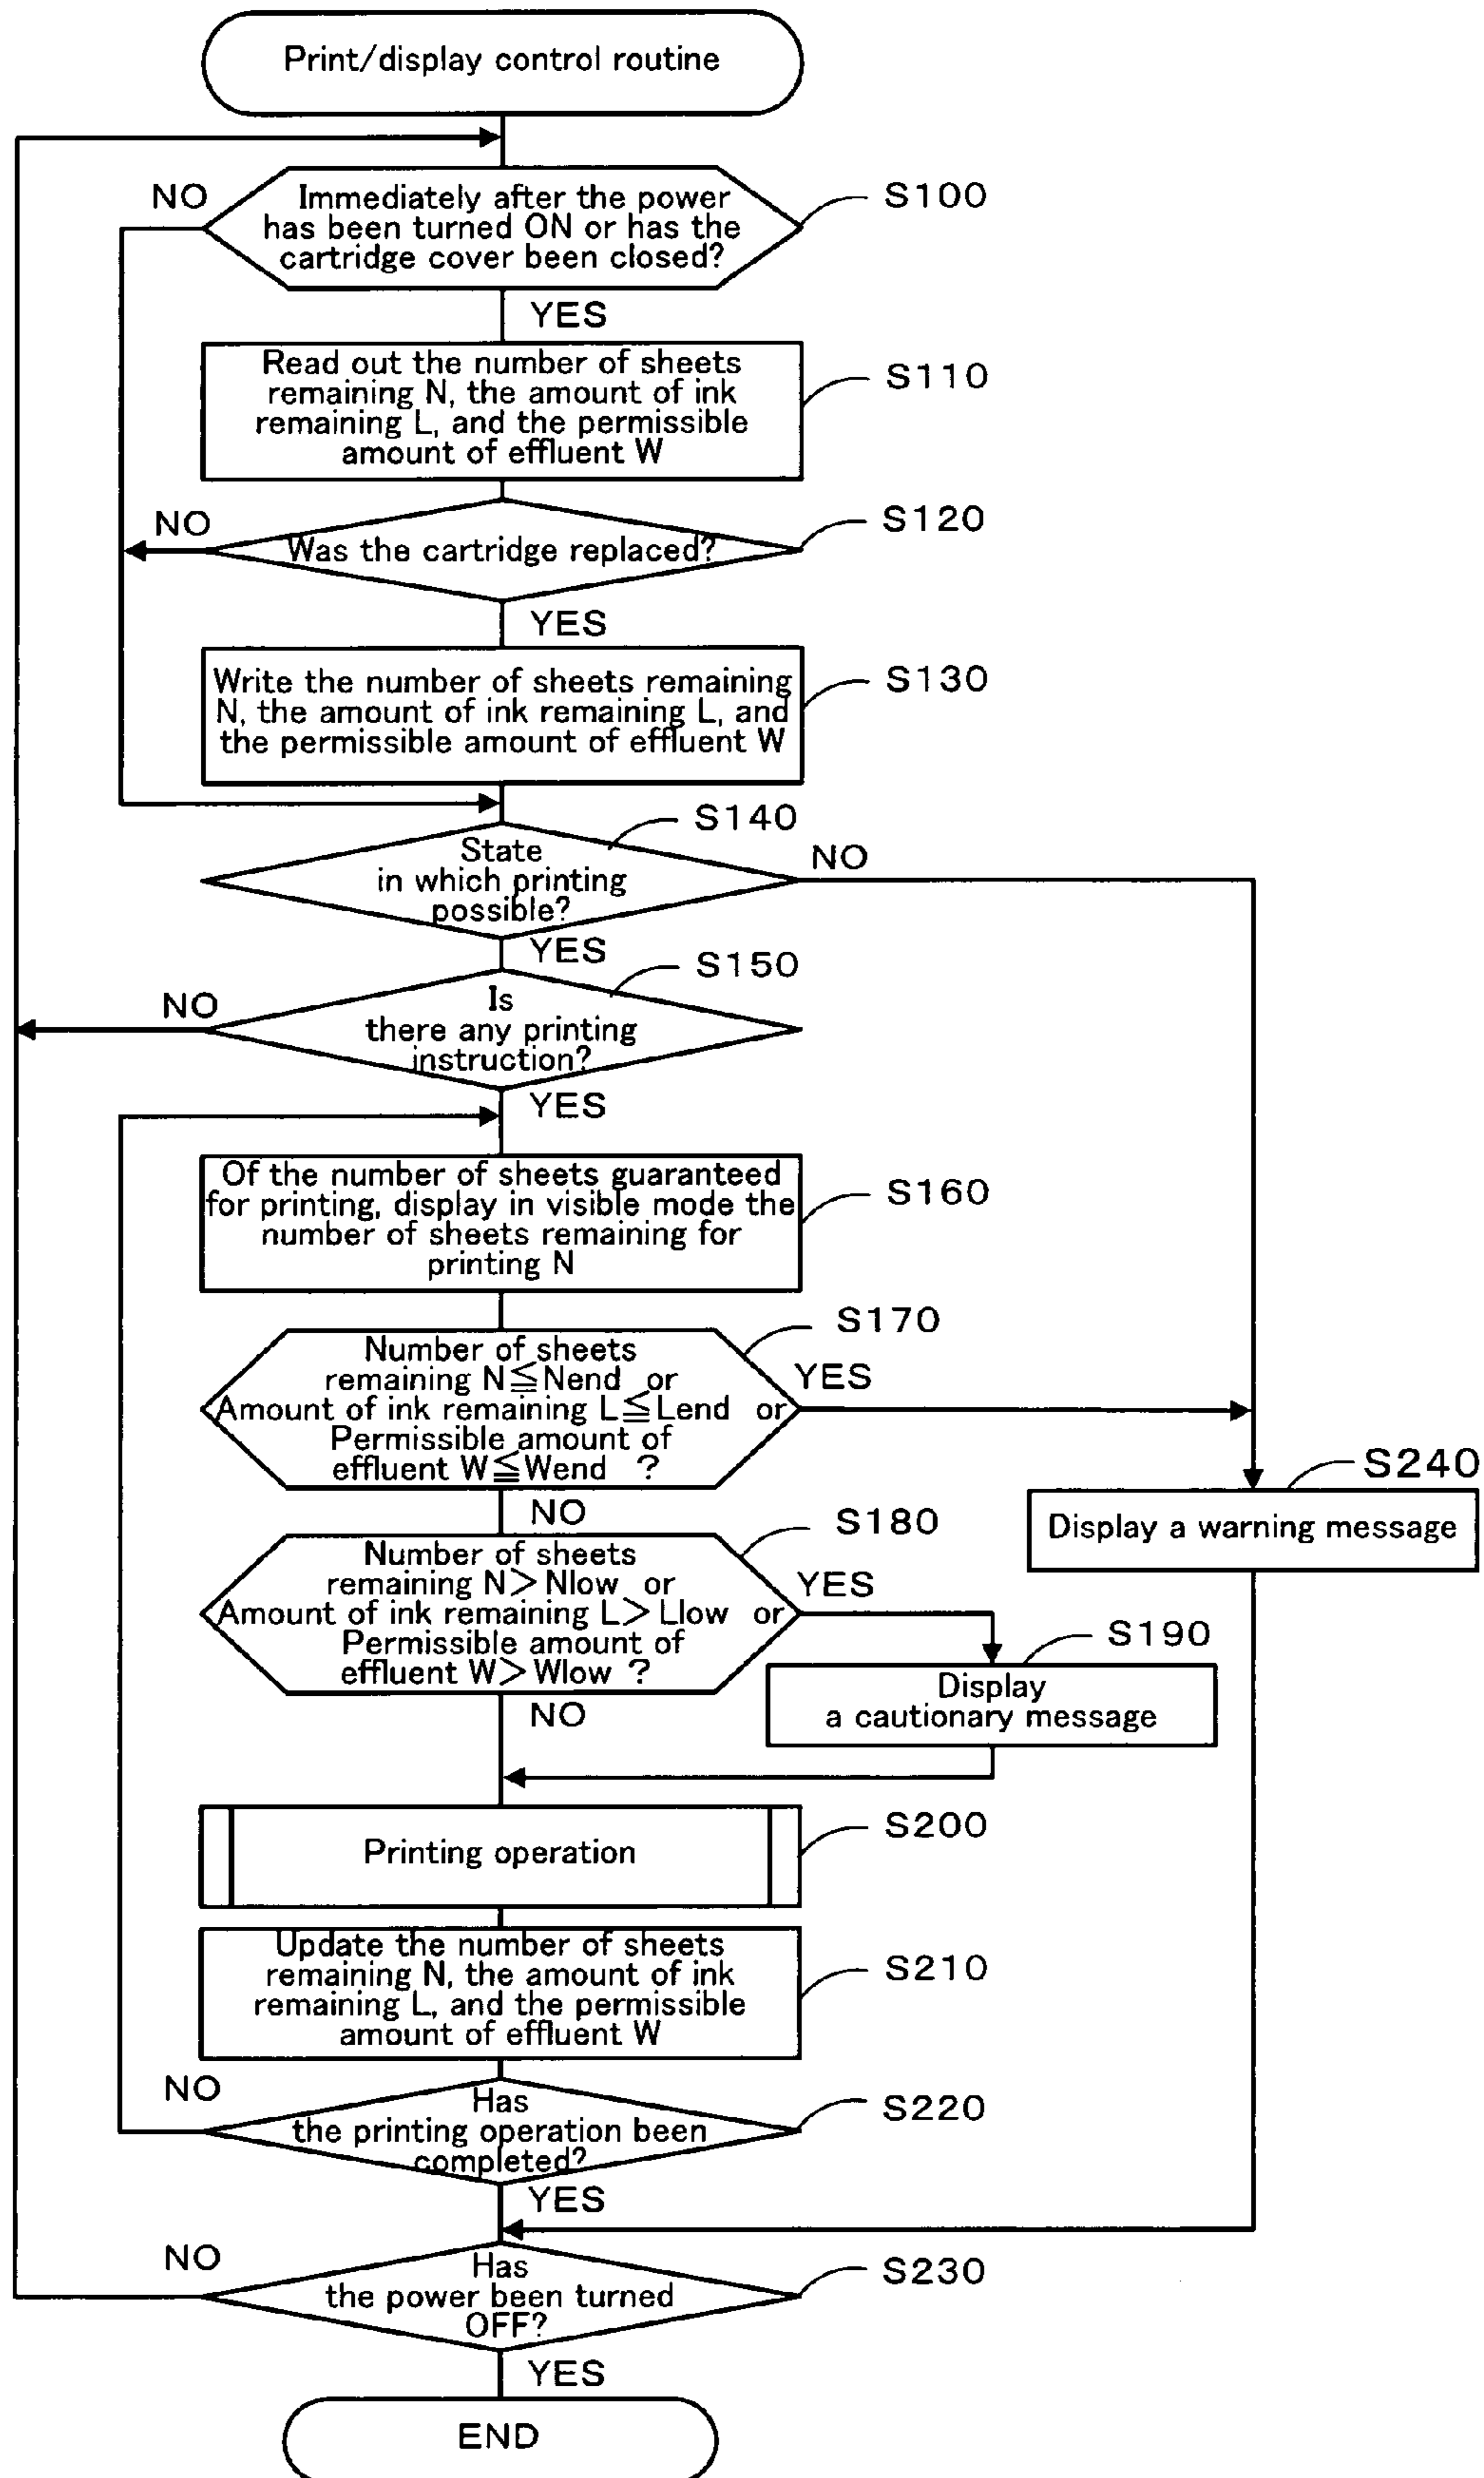 Print/display control routine
NO
Immediately after the power
has been turned ON or has the
cartridge cover been closed?
S100
YES
Read out the number of sheets
remaining N, the amount of ink
remaining L, and the permissible
amount of effluent W
S110
NO
Was the cartridge replaced?
S120
YES
Write the number of sheets remaining
N, the amount of ink remaining L, and
the permissible amount of effluent W
S130
State
in which printing
possible?
S140
NO
YES
S150
NO
Is
there any printing
instruction?
YES
Of the number of sheets guaranteed
for printing, display in visible mode the
number of sheets remaining for
printing N
S160
Number of sheets
remaining N≦Nend or
Amount of ink remaining L≦Lend or
Permissible amount of
effluent W≦Wend ?
S170
YES
NO
S240
Display a warning message
Number of sheets
remaining N>Nlow or
Amount of ink remaining L>Llow or
Permissible amount of
effluent W>Wlow ?
S180
YES
S190
Display
a cautionary message
NO
Printing operation
S200
Update the number of sheets
remaining N, the amount of ink
remaining L, and the permissible
amount of effluent W
S210
NO
Has
the printing operation been
completed?
S220
YES
NO
Has
the power been turned
OFF?
S230
YES
END